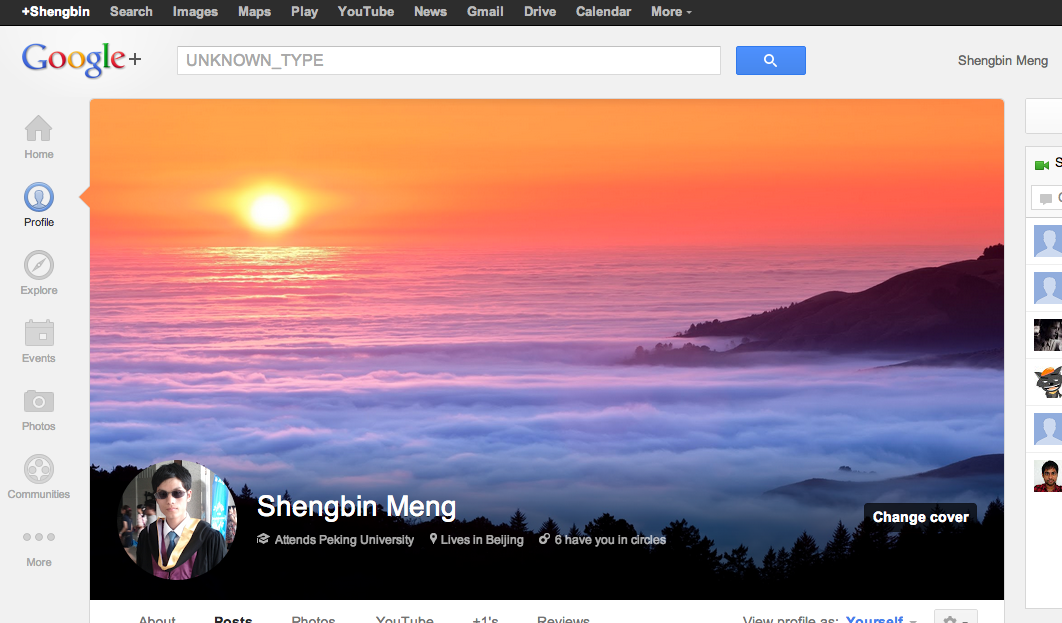 +Shengbin Search Images Maps Play YouTube News Gmail Drive Calendar More
Google+ UNKNOWN_TYPE Shengbin Meng
Home
Profile
Explore
Events
Photos
Communities
More
Shengbin Meng
Attends Peking University Lives in Beijing 6 have you in circles
Change cover
About Posts Photos YouTube +1's Reviews View profile as: Yourself